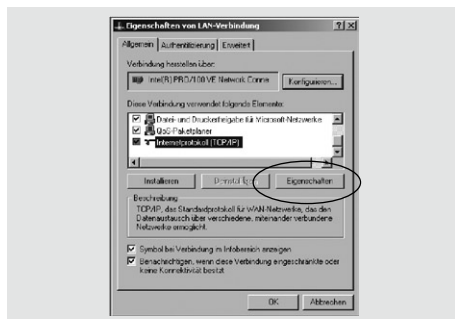 Eigenschaften von LAN-Verbindung
Allgemein Authentifizierung Erweitert
Verbindung herstellen über:
Intel(R) PRO/100 VE Network Conne Konfigurieren...
Diese Verbindung verwendet folgende Elemente:
Datei- und Druckerfreigabe für Microsoft-Netzwerke
QoS-Paketplaner
Internetprotokoll (TCP/IP)
Installieren Deinstallieren Eigenschaften
Beschreibung
TCP/IP, das Standardprotokoll für WAN-Netzwerke, das den
Datenaustausch über verschiedene, miteinander verbundene
Netzwerke ermöglicht.
Symbol bei Verbindung im Infobereich anzeigen
Benachrichtigen, wenn diese Verbindung eingeschränkte oder
keine Konnektivität besitzt
OK Abbrechen